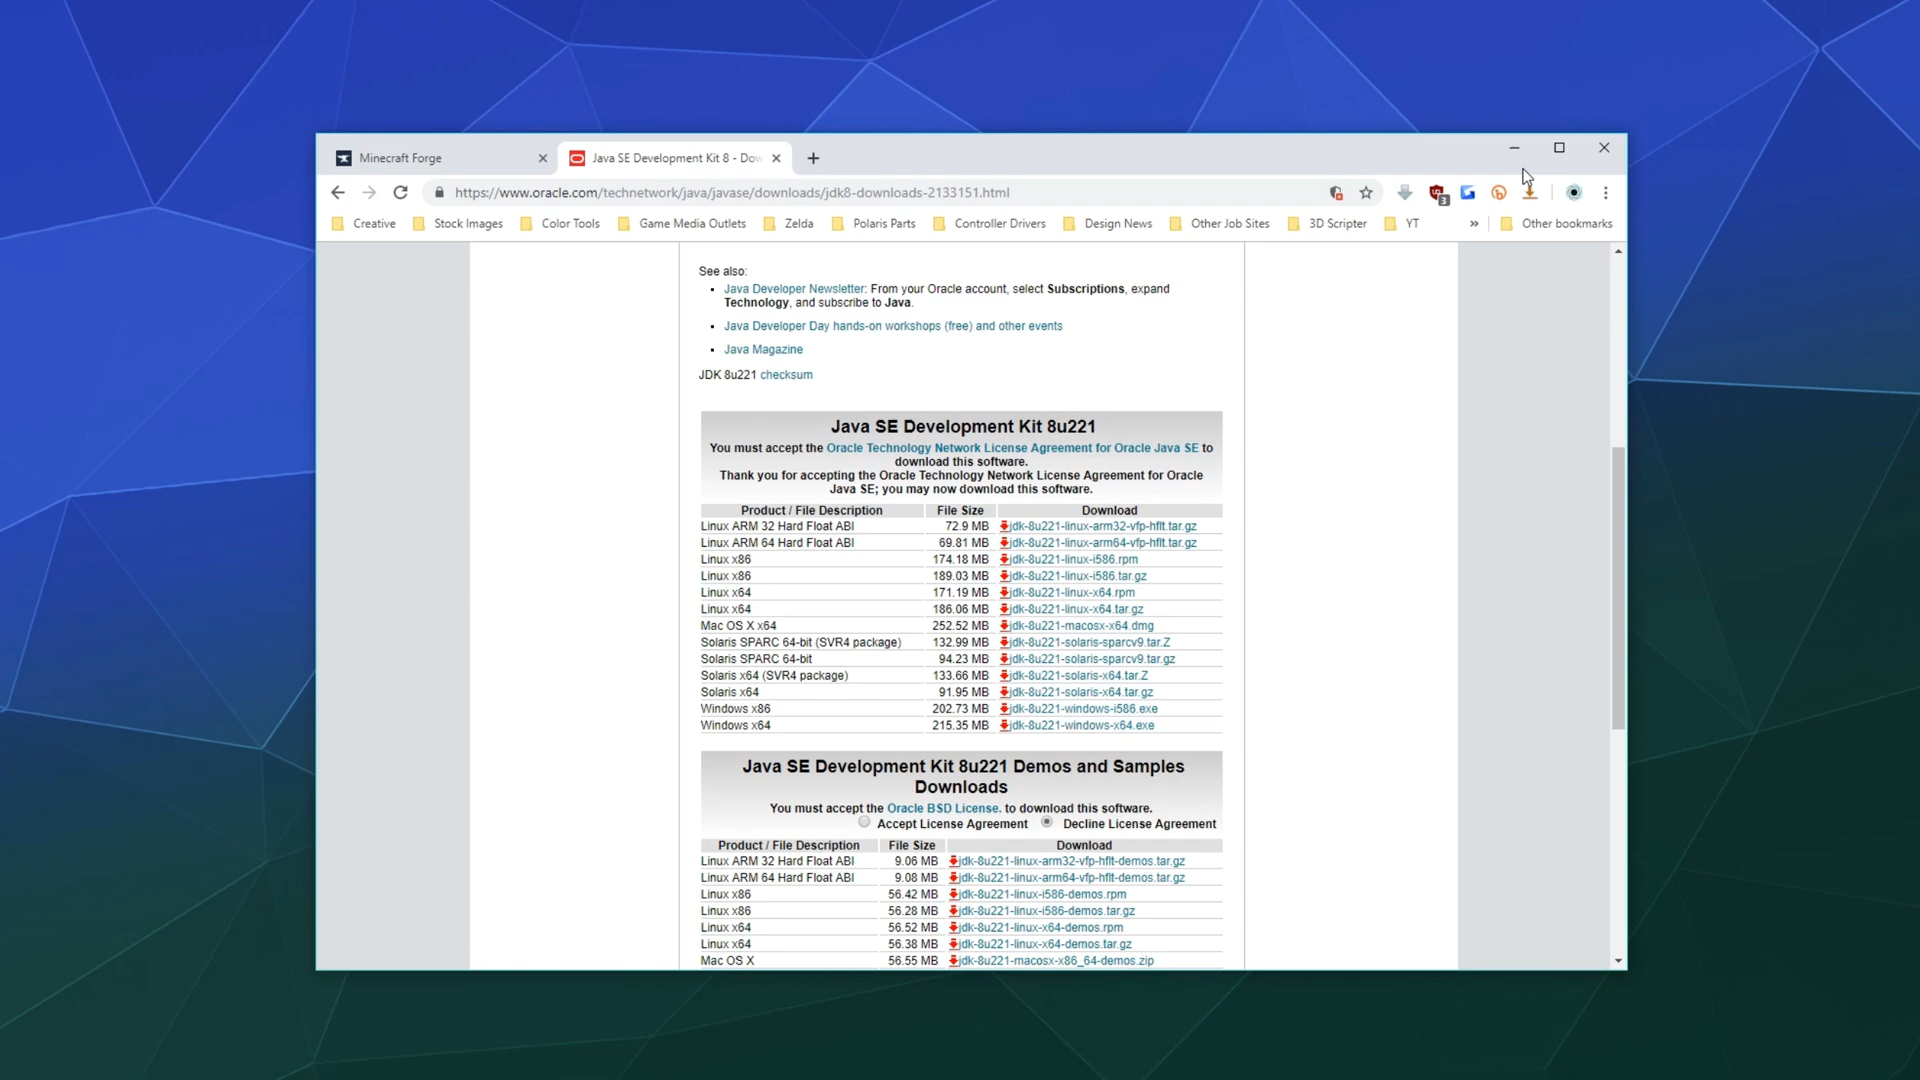 Minecraft Forge
Java SE Development Kit 8 - Dow
https://www.oracle.com/technetwork/java/javase/downloads/jdk8-downloads-2133151.html
3
Creative Stock Images Color Tools Game Media Outlets Zelda Polaris Parts Controller Drivers Design News Other Job Sites 3D Scripter YT » Other bookmarks
See also:
Java Developer Newsletter: From your Oracle account, select Subscriptions, expand
Technology, and subscribe to Java.
Java Developer Day hands-on workshops (free) and other events
Java Magazine
JDK 8u221 checksum
Java SE Development Kit 8u221
You must accept the Oracle Technology Network License Agreement for Oracle Java SE to
download this software.
Thank you for accepting the Oracle Technology Network License Agreement for Oracle
Java SE; you may now download this software.
Product / File Description File Size Download
Linux ARM 32 Hard Float ABI 72.9 MB jdk-8u221-linux-arm32-vfp-hflt.tar.gz
Linux ARM 64 Hard Float ABI 69.81 MB jdk-8u221-linux-arm64-vfp-hflt.tar.gz
Linux x86 174.18 MB jdk-8u221-linux-i586.rpm
Linux x86 189.03 MB jdk-8u221-linux-i586.tar.gz
Linux x64 171.19 MB jdk-8u221-linux-x64.rpm
Linux x64 186.06 MB jdk-8u221-linux-x64.tar.gz
Mac OS X x64 252.52 MB jdk-8u221-macosx-x64.dmg
Solaris SPARC 64-bit (SVR4 package) 132.99 MB jdk-8u221-solaris-sparcv9.tar.Z
Solaris SPARC 64-bit 94.23 MB jdk-8u221-solaris-sparcv9.tar.gz
Solaris x64 (SVR4 package) 133.66 MB jdk-8u221-solaris-x64.tar.Z
Solaris x64 91.95 MB jdk-8u221-solaris-x64.tar.gz
Windows x86 202.73 MB jdk-8u221-windows-i586.exe
Windows x64 215.35 MB jdk-8u221-windows-x64.exe
Java SE Development Kit 8u221 Demos and Samples
Downloads
You must accept the Oracle BSD License. to download this software.
Accept License Agreement Decline License Agreement
Product / File Description File Size Download
Linux ARM 32 Hard Float ABI 9.06 MB jdk-8u221-linux-arm32-vfp-hflt-demos.tar.gz
Linux ARM 64 Hard Float ABI 9.08 MB jdk-8u221-linux-arm64-vfp-hflt-demos.tar.gz
Linux x86 56.42 MB jdk-8u221-linux-i586-demos.rpm
Linux x86 56.28 MB jdk-8u221-linux-i586-demos.tar.gz
Linux x64 56.52 MB jdk-8u221-linux-x64-demos.rpm
Linux x64 56.38 MB jdk-8u221-linux-x64-demos.tar.gz
Mac OS X 56.55 MB jdk-8u221-macosx-x86_64-demos.zip